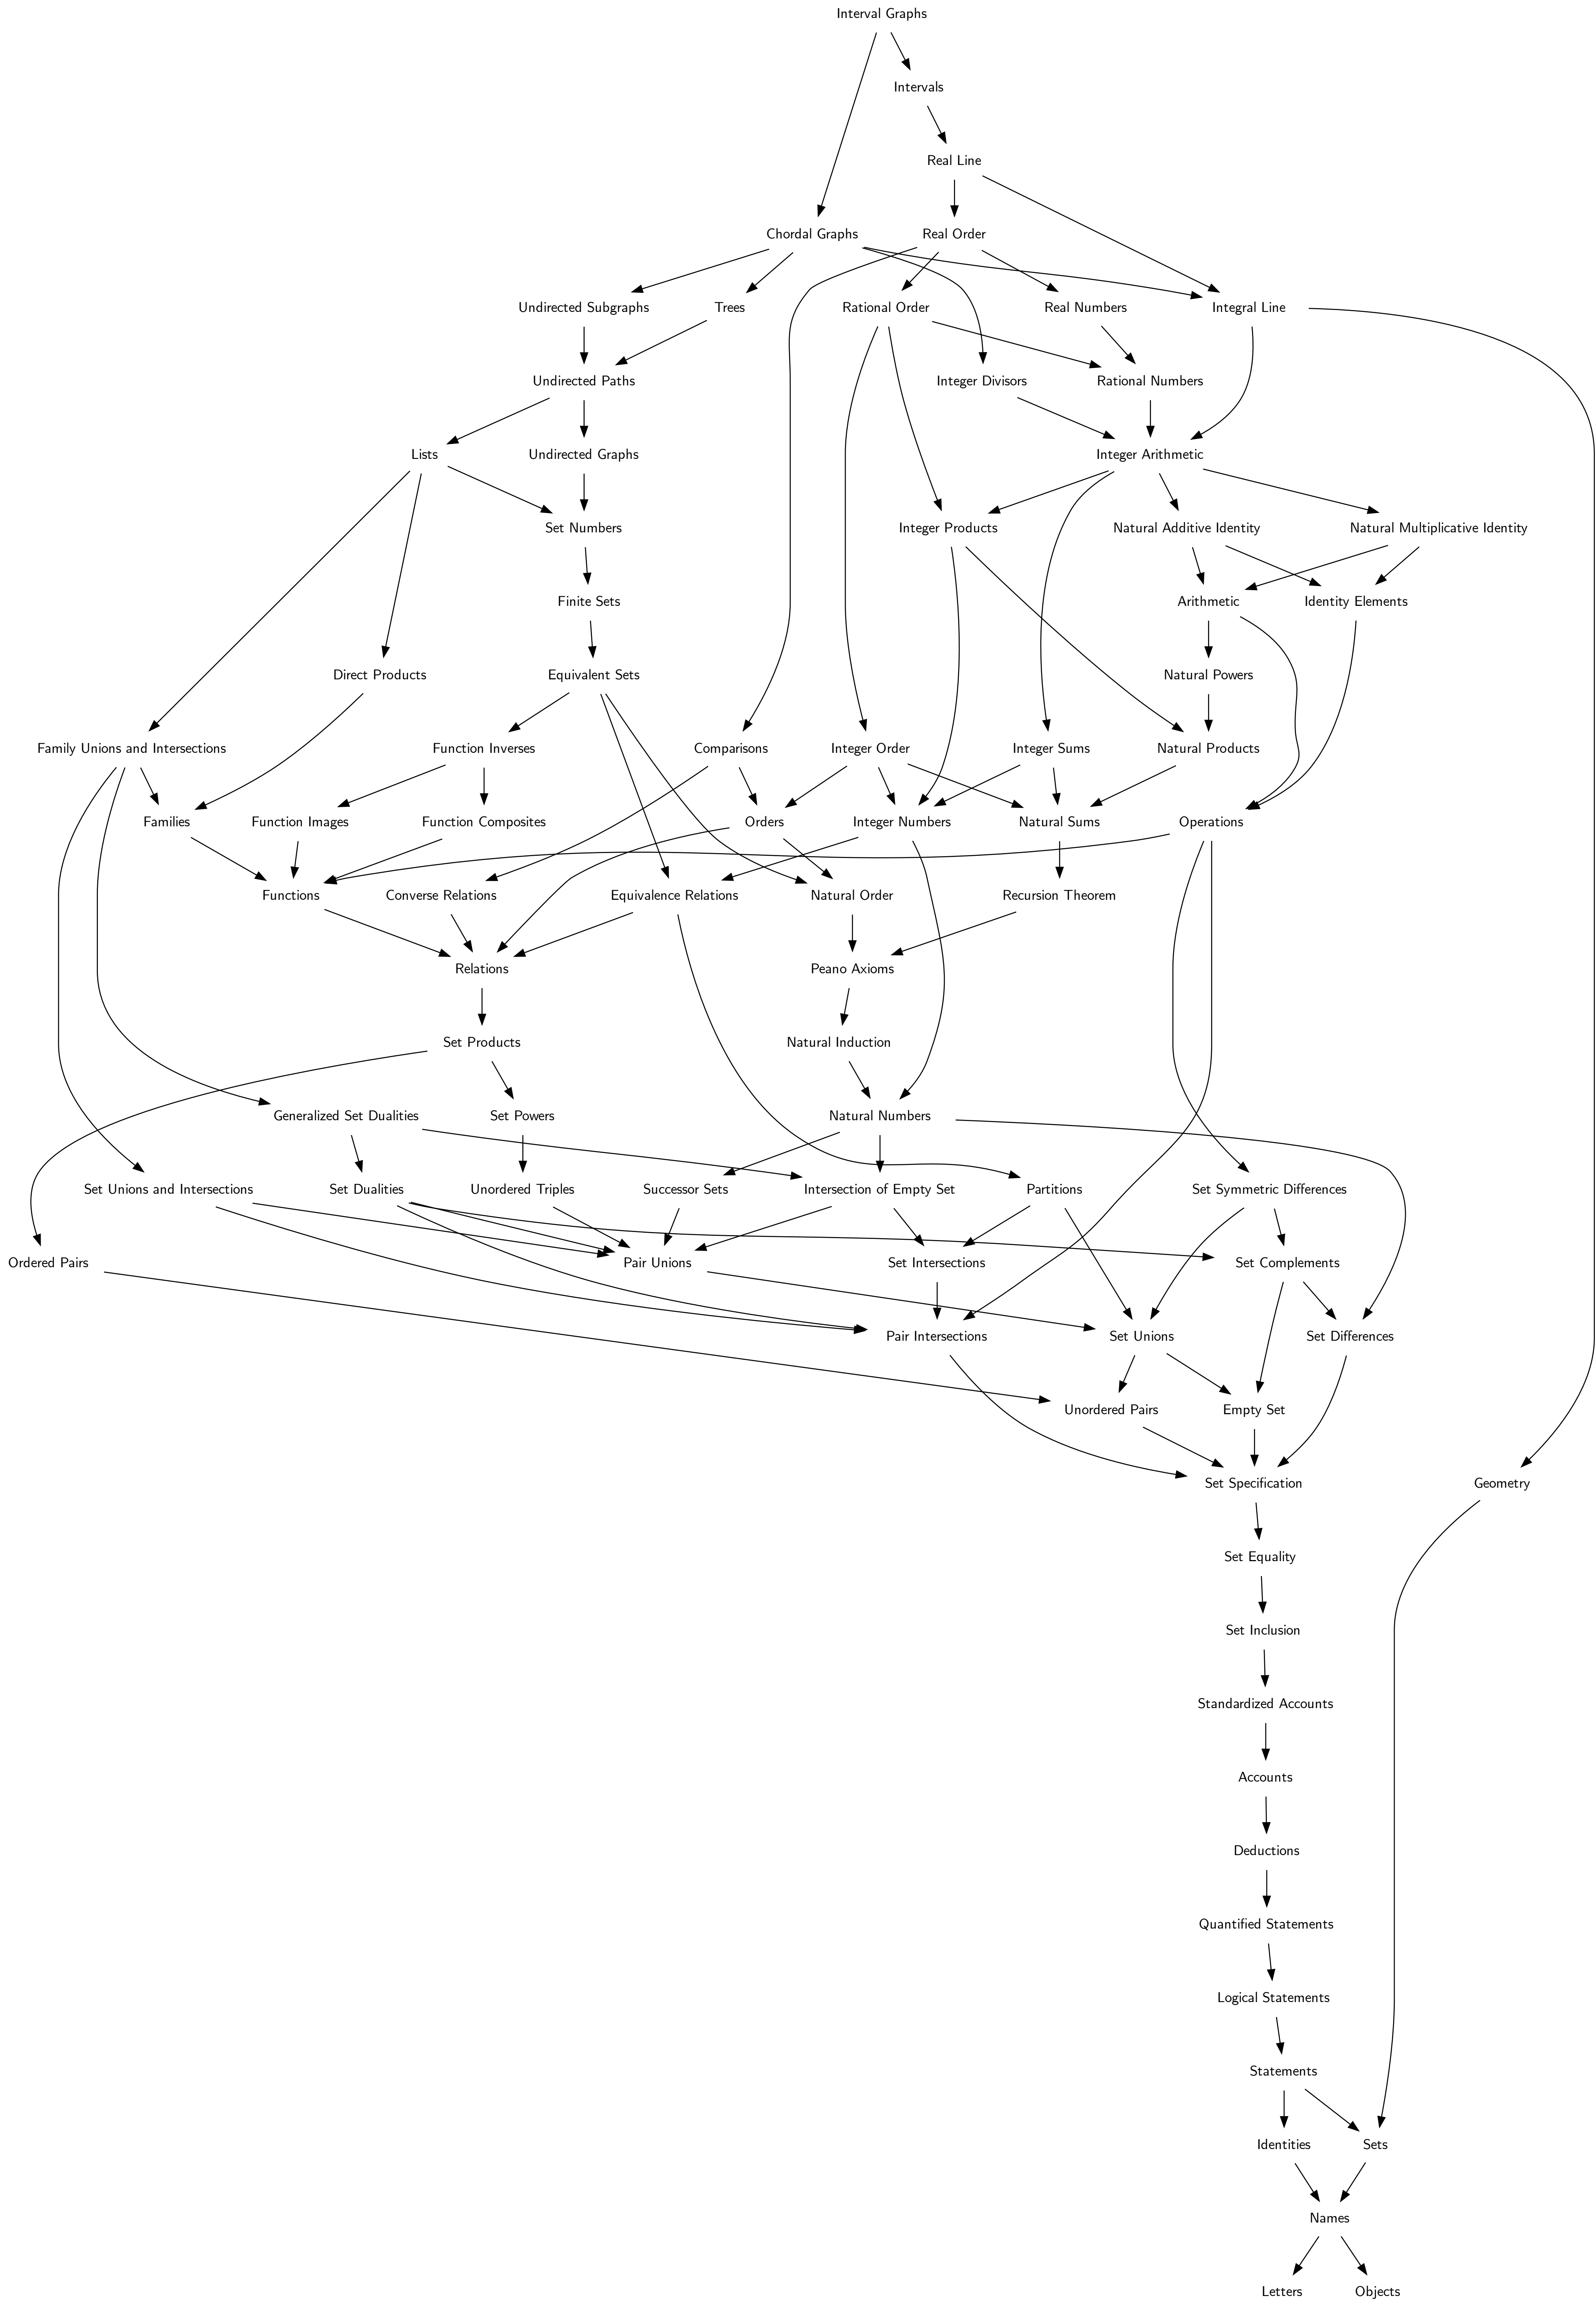 Interval Graphs
Intervals
Real Line
Chordal Graphs
Real Order
Undirected Subgraphs
Trees
Rational Order
Real Numbers
Integral Line
Undirected Paths
Integer Divisors
Rational Numbers
Lists
Undirected Graphs
Integer Arithmetic
Set Numbers
Integer Products
Natural Additive Identity
Natural Multiplicative Identity
Finite Sets
Arithmetic
Identity Elements
Direct Products
Equivalent Sets
Natural Powers
Family Unions and Intersections
Function Inverses
Comparisons
Integer Order
Integer Sums
Natural Products
Families
Function Images
Function Composites
Orders
Integer Numbers
Natural Sums
Operations
Functions
Converse Relations
Equivalence Relations
Natural Order
Recursion Theorem
Relations
Peano Axioms
Set Products
Natural Induction
Generalized Set Dualities
Set Powers
Natural Numbers
Set Unions and Intersections
Set Dualities
Unordered Triples
Successor Sets
Intersection of Empty Set
Partitions
Set Symmetric Differences
Ordered Pairs
Pair Unions
Set Intersections
Set Complements
Pair Intersections
Set Unions
Set Differences
Unordered Pairs
Empty Set
Set Specification
Geometry
Set Equality
Set Inclusion
Standardized Accounts
Accounts
Deductions
Quantified Statements
Logical Statements
Statements
Identities
Sets
Names
Letters
Objects